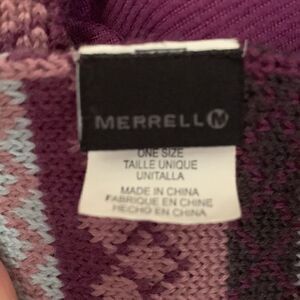 MERRELL M
ONE SIZE
TAILLE UNIQUE
UNITALLA
MADE IN CHINA
FABRIQUE EN CHINE
HECHO EN CHINA